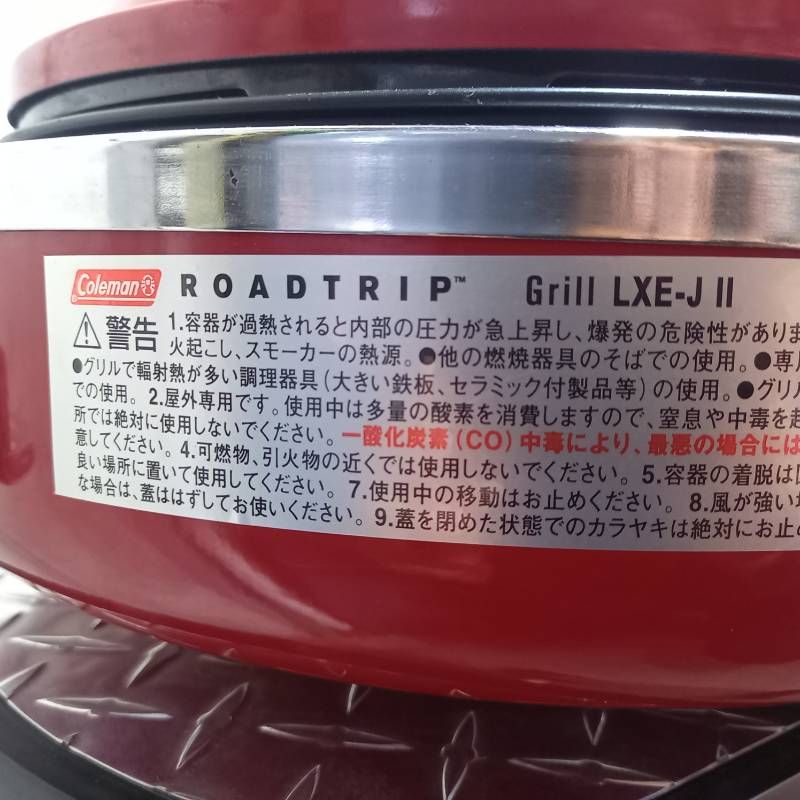 Coleman ROADTRIP™ Grill LXE-J II
警告 1.容器が過熱されると内部の圧力が急上昇し、爆発の危険性がありま
火起こし、スモーカーの熱源。●他の燃焼器具のそばでの使用。●専用
●グリルで輻射熱が多い調理器具(大きい鉄板、セラミック付製品等)の使用。●グリル
での使用。2.屋外専用です。使用中は多量の酸素を消費しますので、窒息や中毒を起
所では絶対に使用しないでください。一酸化炭素(CO)中毒により、最悪の場合には
意してください。4.可燃物、引火物の近くでは使用しないでください。5.容器の着脱は
良い場所に置いて使用してください。7.使用中の移動はお止めください。8.風が強い
な場合は、蓋ははずしてお使いください。9.蓋を閉めた状態でのカラヤキは絶対にお止め